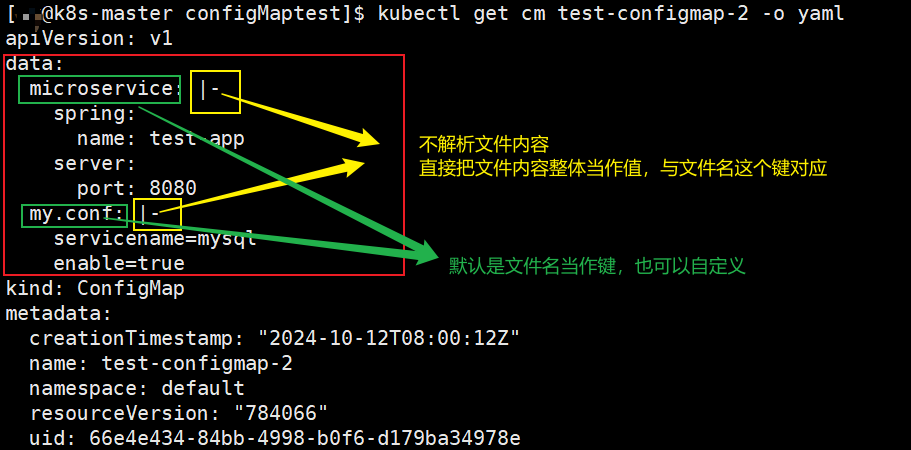 [ @k8s-master configMaptest]$ kubectl get cm test-configmap-2 -o yaml
apiVersion: v1
data:
  microservice: |-
    spring:
      name: test-app
    server:
      port: 8080
  my.conf: |-
    servicename=mysql
    enable=true
kind: ConfigMap
metadata:
  creationTimestamp: "2024-10-12T08:00:12Z"
  name: test-configmap-2
  namespace: default
  resourceVersion: "784066"
  uid: 66e4e434-84bb-4998-b0f6-d179ba34978e
不解析文件内容
直接把文件内容整体当作值，与文件名这个键对应
默认是文件名当作键，也可以自定义